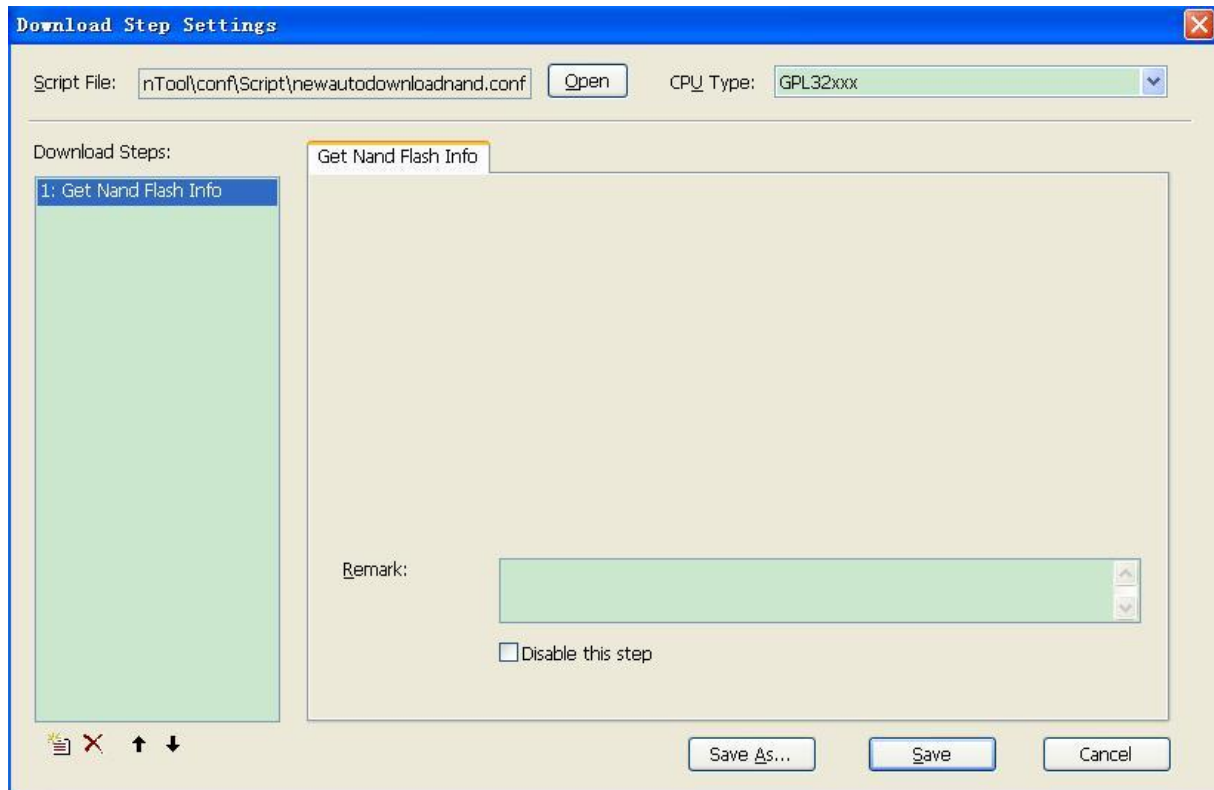 Download Step Settings
Script File: nTool\conf\Script\newautodownloadnand.conf Open CPU Type: GPL32xxx
Download Steps: Get Nand Flash Info
1: Get Nand Flash Info
Remark:
Disable this step
Save As... Save Cancel